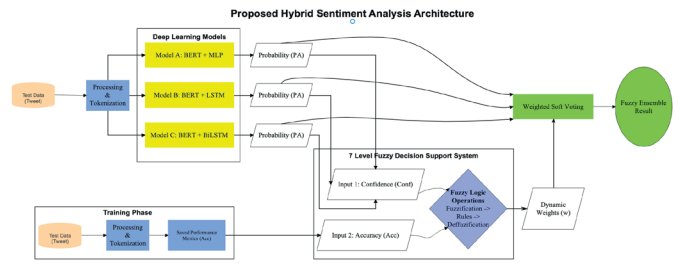 Proposed Hybrid Sentiment Analysis Architecture
Deep Learning Models
Model A: BERT + MLP
Probability (PA)
Test Data
(Tweet)
Processing
&
Tokenization
Model B: BERT + LSTM
Probability (PA)
Model C: BERT + BiLSTM
Probability (PA)
Weighted Soft Voting
Fuzzy Ensemble
Result
7 Level Fuzzy Decision Support System
Input 1: Confidence (Conf)
Fuzzy Logic
Operations
Fuzzification ->
Rules ->
Deffuzification
Dynamic
Weights (w)
Input 2: Accuracy (Acc)
Training Phase
Test Data
(Tweet)
Processing
&
Tokenization
Saved Performance
Metrics (Acc)